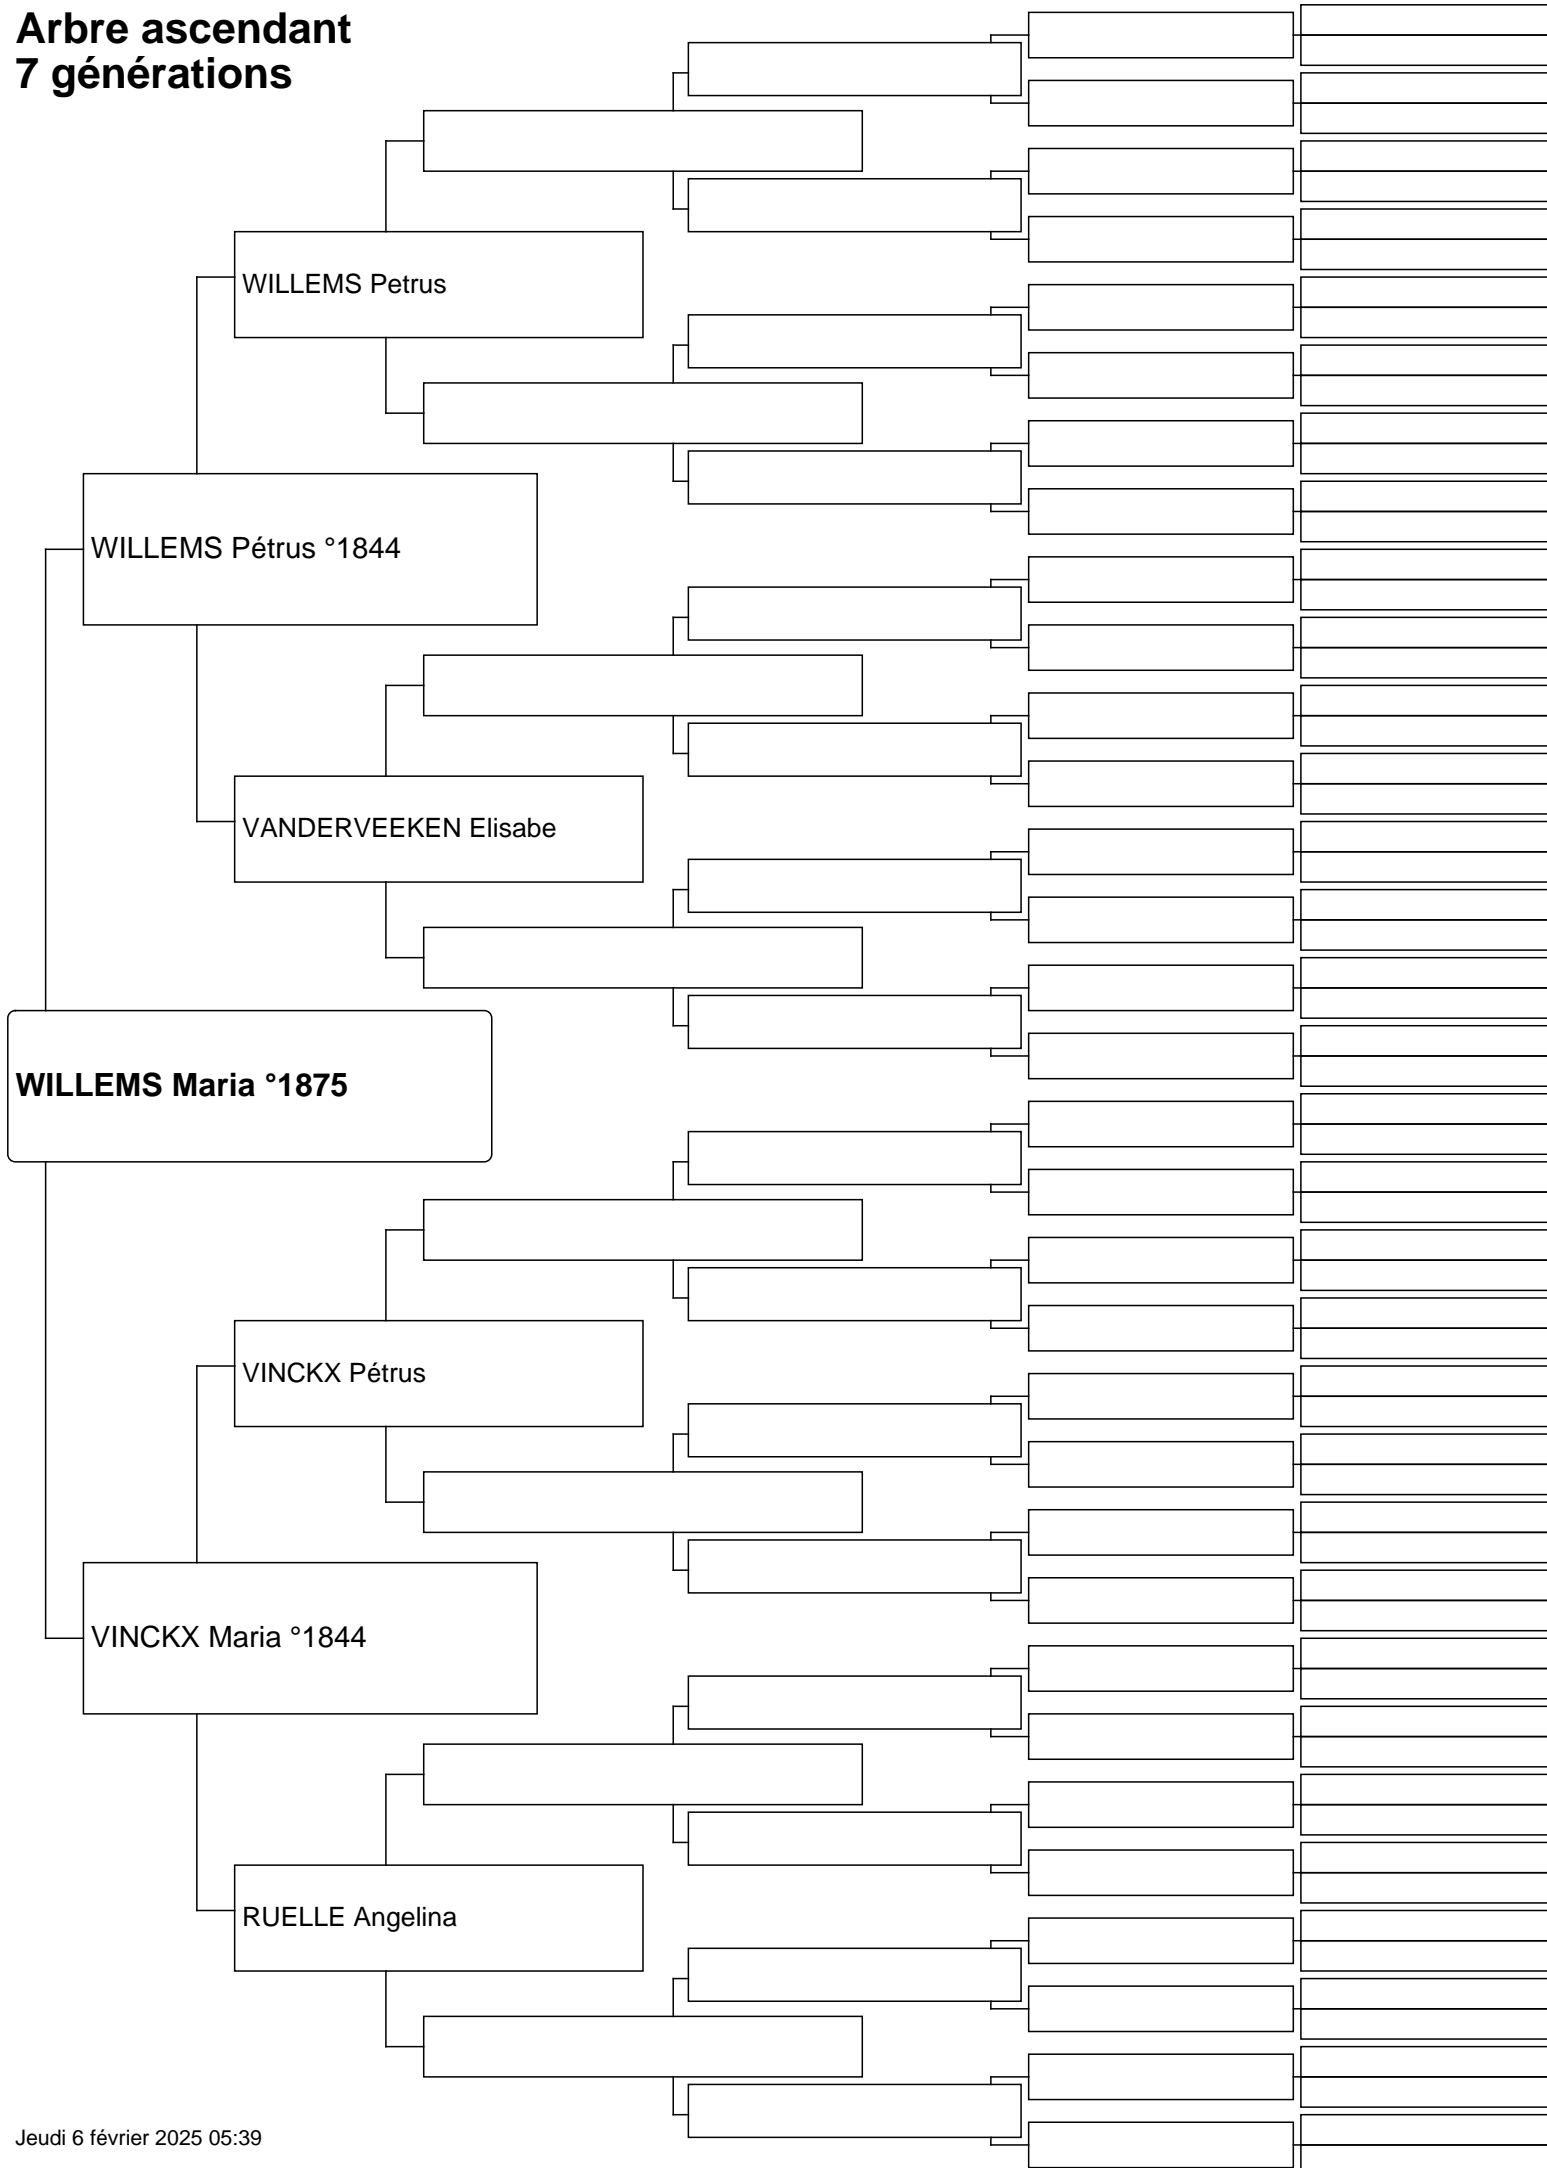 Arbre ascendant
7 générations
WILLEMS Petrus
WILLEMS Pétrus °1844
VANDERVEEKEN Elisabe
WILLEMS Maria °1875
VINCKX Pétrus
VINCKX Maria °1844
RUELLE Angelina
Jeudi 6 février 2025 05:39